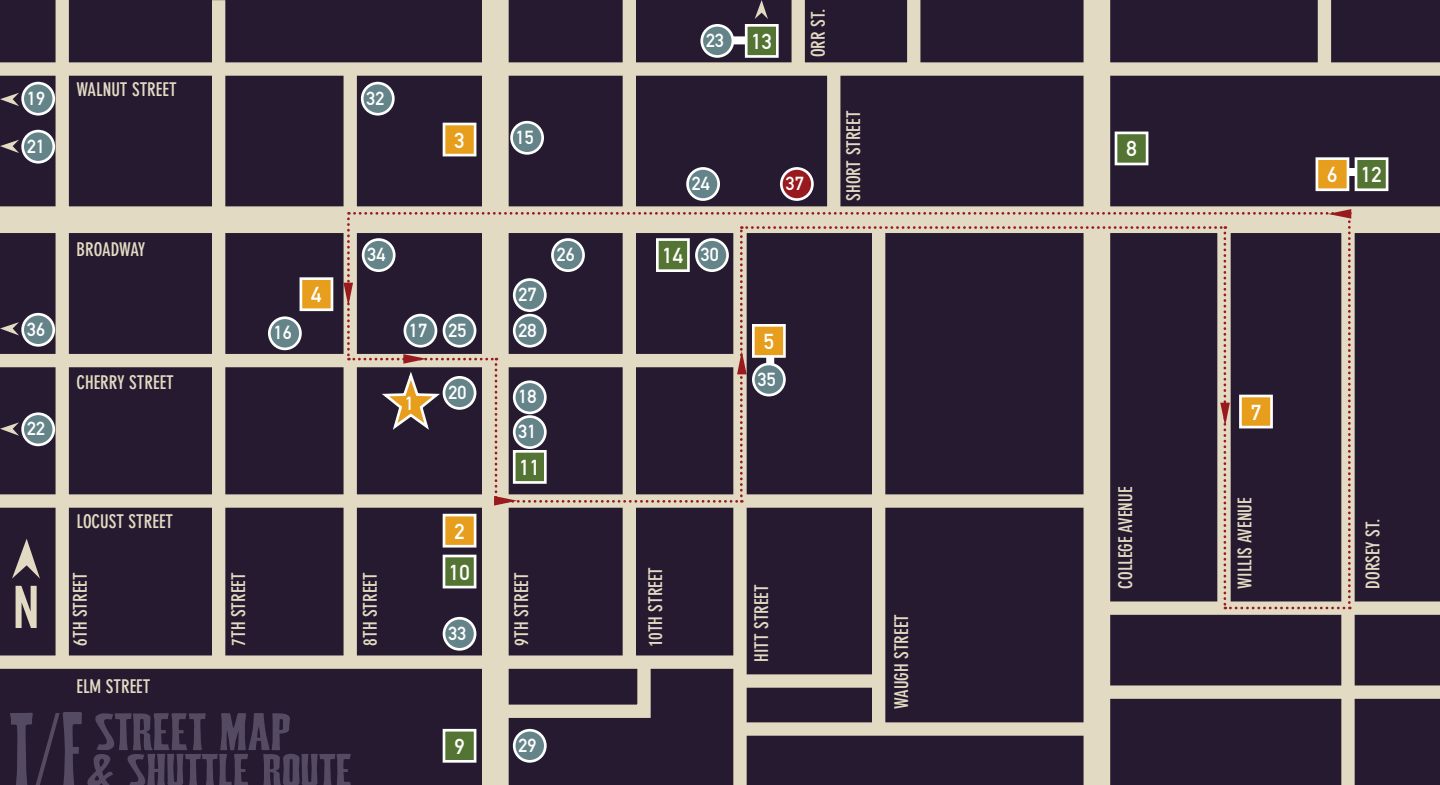 ORR ST.
23 13
WALNUT STREET
19
32
3
15
21
8
SHORT STREET
6 12
24
37
BROADWAY
34
26
14 30
4
27
36
16
17 25
28
5
CHERRY STREET
35
1
20
18
7
22
31
11
LOCUST STREET
2
10
COLLEGE AVENUE
WILLIS AVENUE
DORSEY ST.
N
6TH STREET
7TH STREET
8TH STREET
33
9TH STREET
10TH STREET
HITT STREET
WAUGH STREET
ELM STREET
9
29
T/F STREET MAP
& SHUTTLE ROUTE